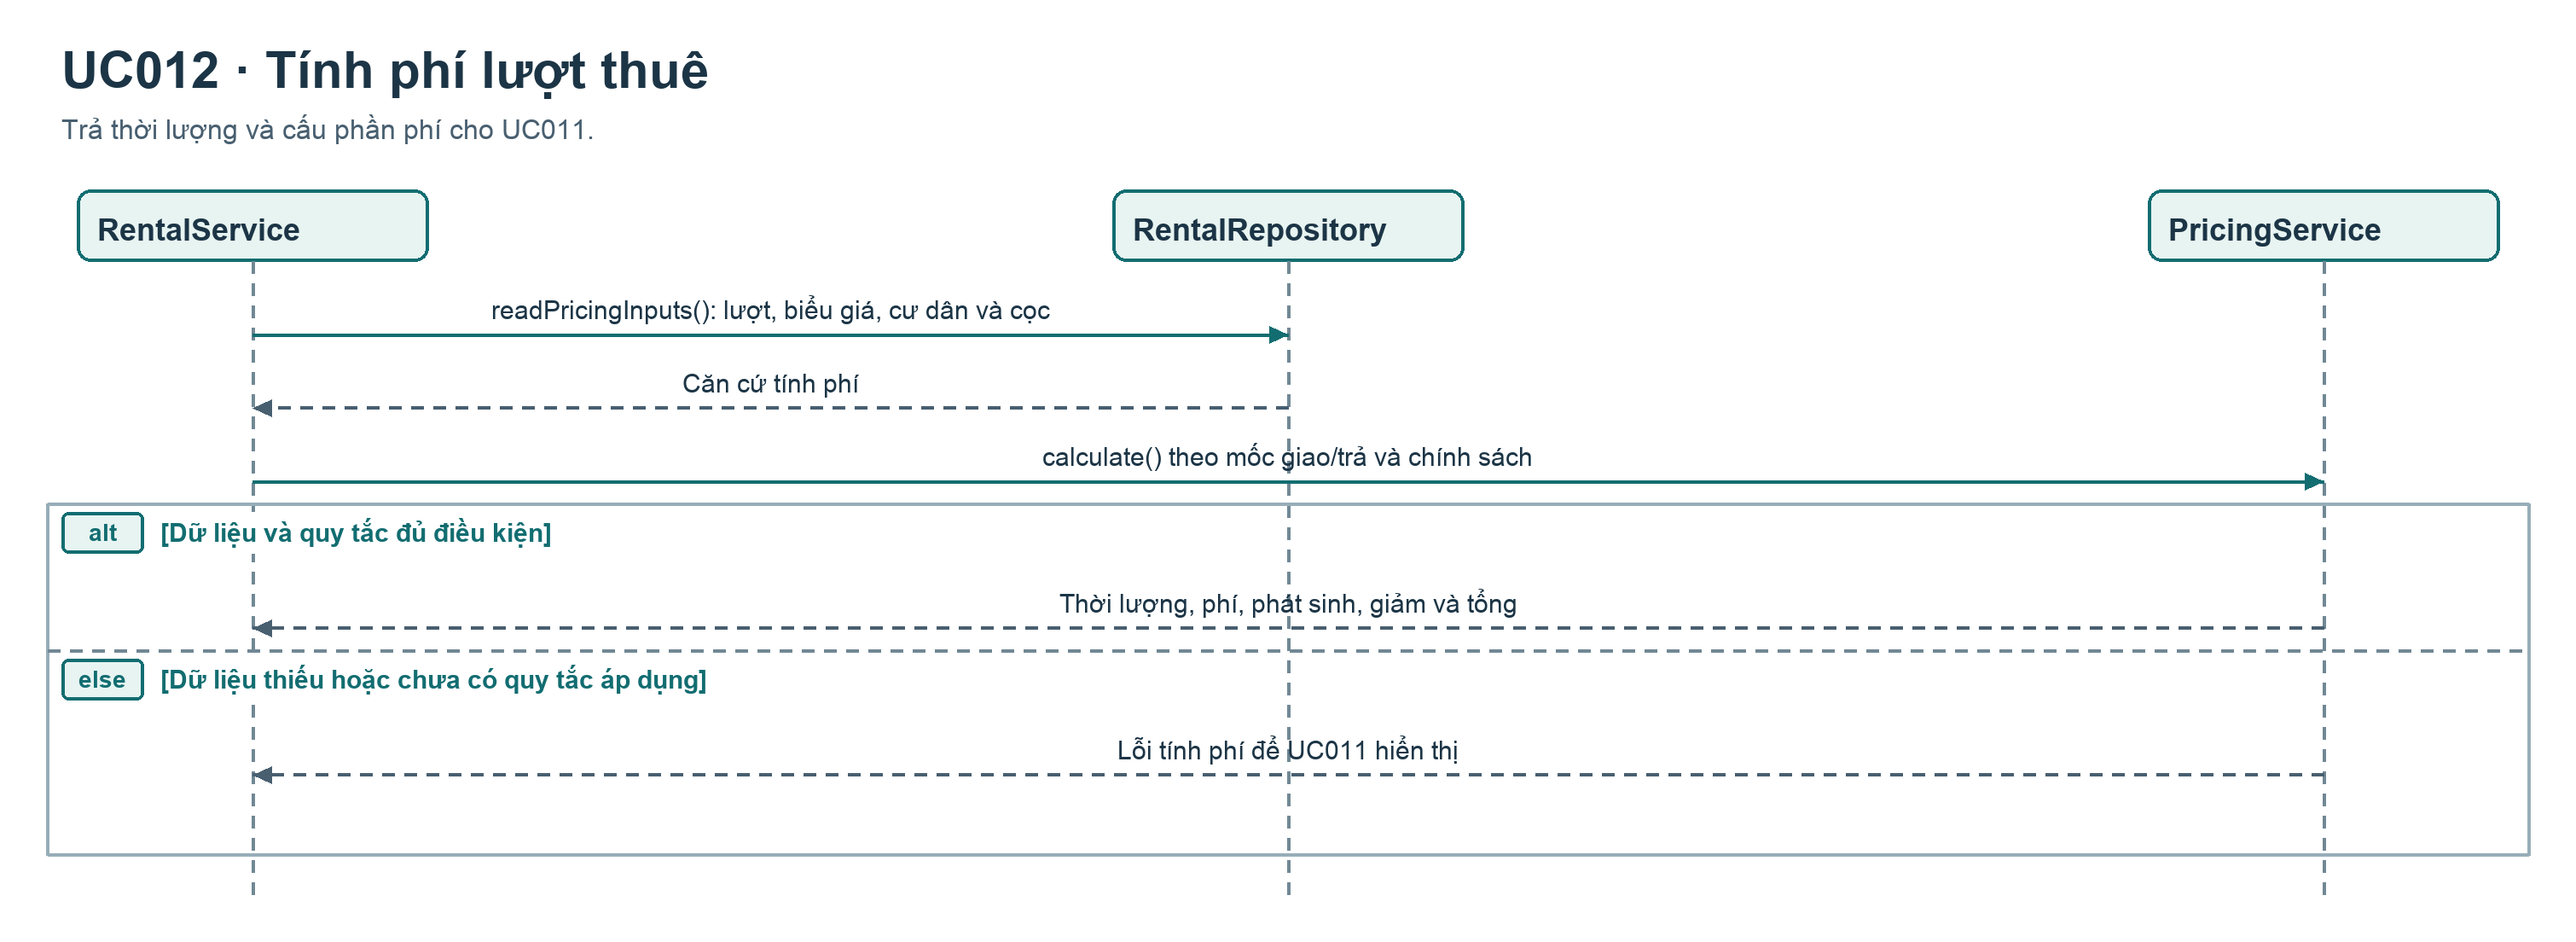 UC012 · Tính phí lượt thuê
Trả thời lượng và cấu phần phí cho UC011.
RentalService
RentalRepository
PricingService
readPricingInputs(): lượt, biểu giá, cư dân và cọc
Căn cứ tính phí
calculate() theo mốc giao/trả và chính sách
alt [Dữ liệu và quy tắc đủ điều kiện]
Thời lượng, phí, phát sinh, giảm và tổng
else [Dữ liệu thiếu hoặc chưa có quy tắc áp dụng]
Lỗi tính phí để UC011 hiển thị